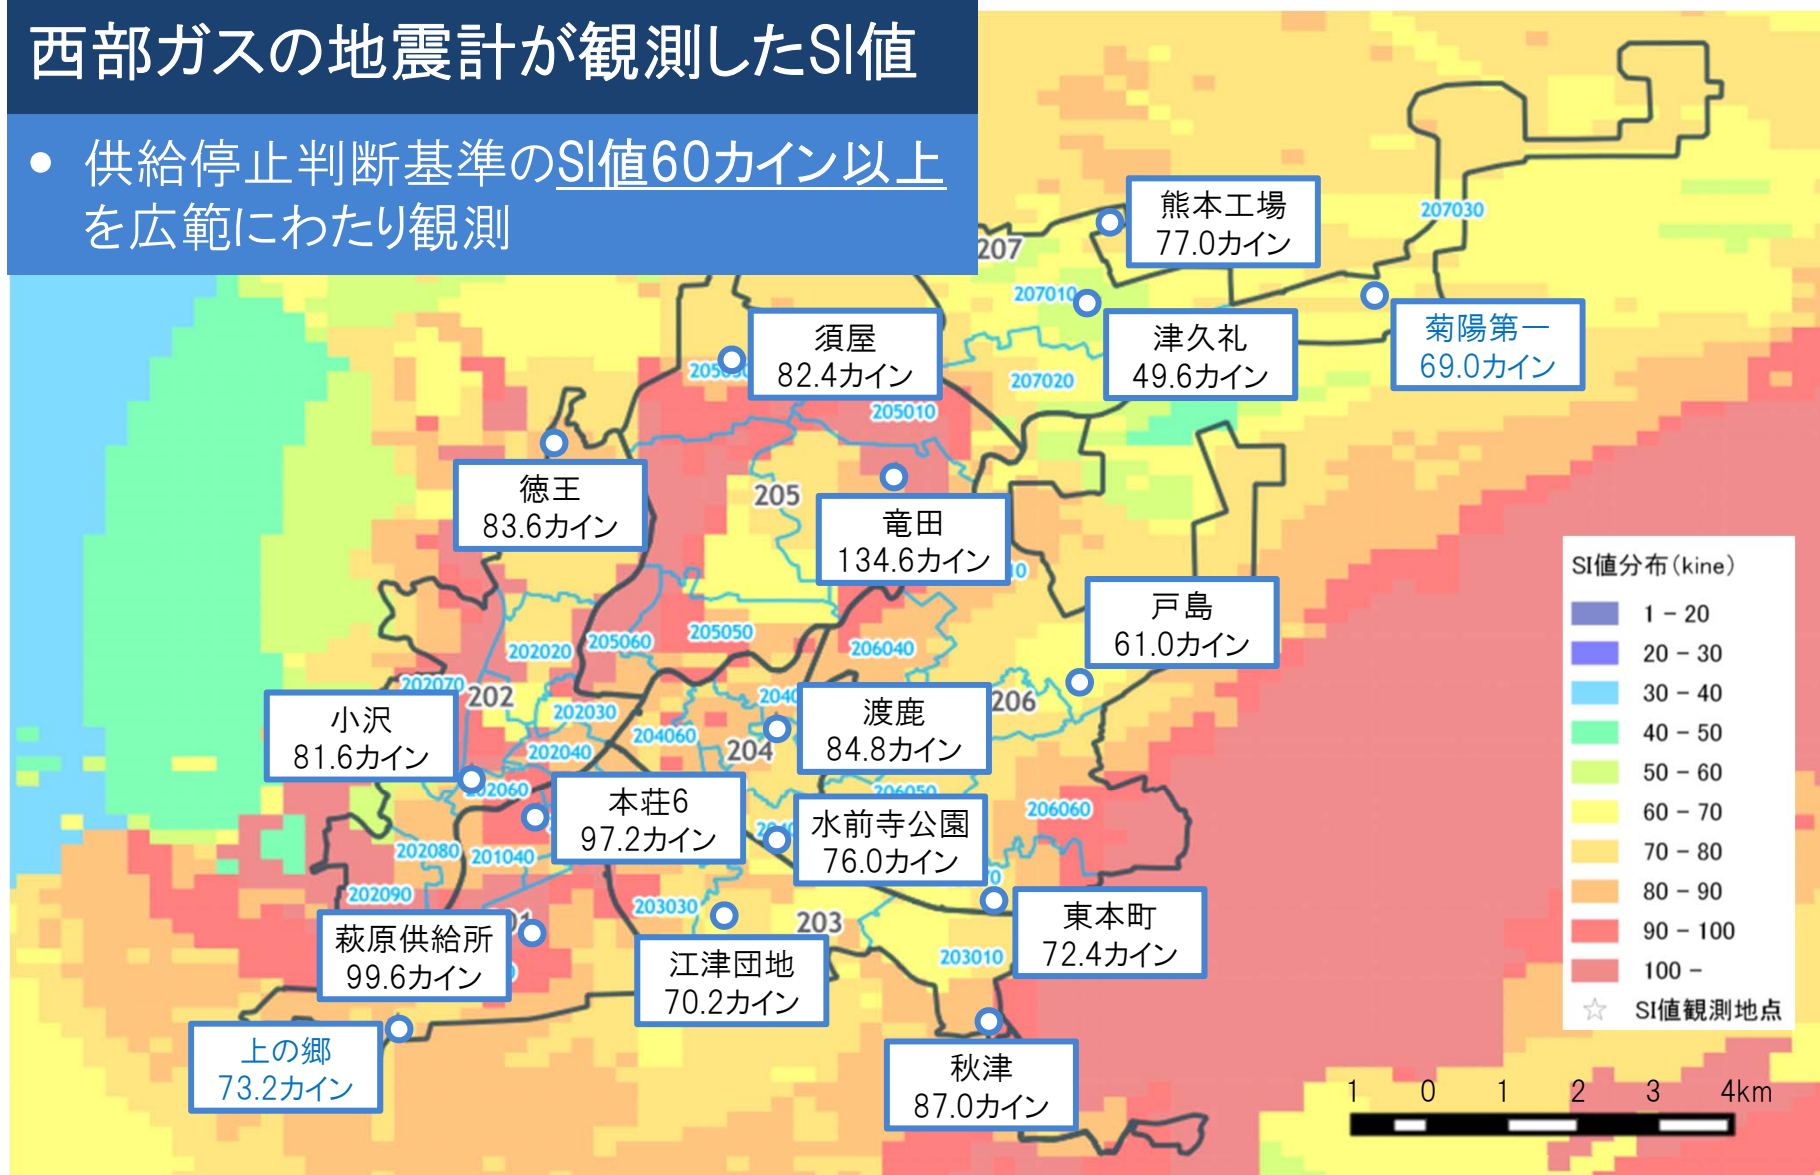 西部ガスの地震計が観測したSI値
● 供給停止判断基準のSI値60カイン以上
を広範にわたり観測
熊本工場
77.0カイン
207030
207
207010
津久礼
49.6カイン
菊陽第一
69.0カイン
須屋
82.4カイン
207020
205010
徳王
83.6カイン
205
竜田
134.6カイン
戸島
61.0カイン
202020
205060
205050
206040
202070
202
202030
202040
204060
204
206
小沢
81.6カイン
渡鹿
84.8カイン
本荘6
97.2カイン
水前寺公園
76.0カイン
206050
206060
202080
201040
202090
203030
203
203010
萩原供給所
99.6カイン
江津団地
70.2カイン
東本町
72.4カイン
上の郷
73.2カイン
秋津
87.0カイン
SI値分布(kine)
1 - 20
20 - 30
30 - 40
40 - 50
50 - 60
60 - 70
70 - 80
80 - 90
90 - 100
100 -
☆ SI値観測地点
1 0 1 2 3 4km